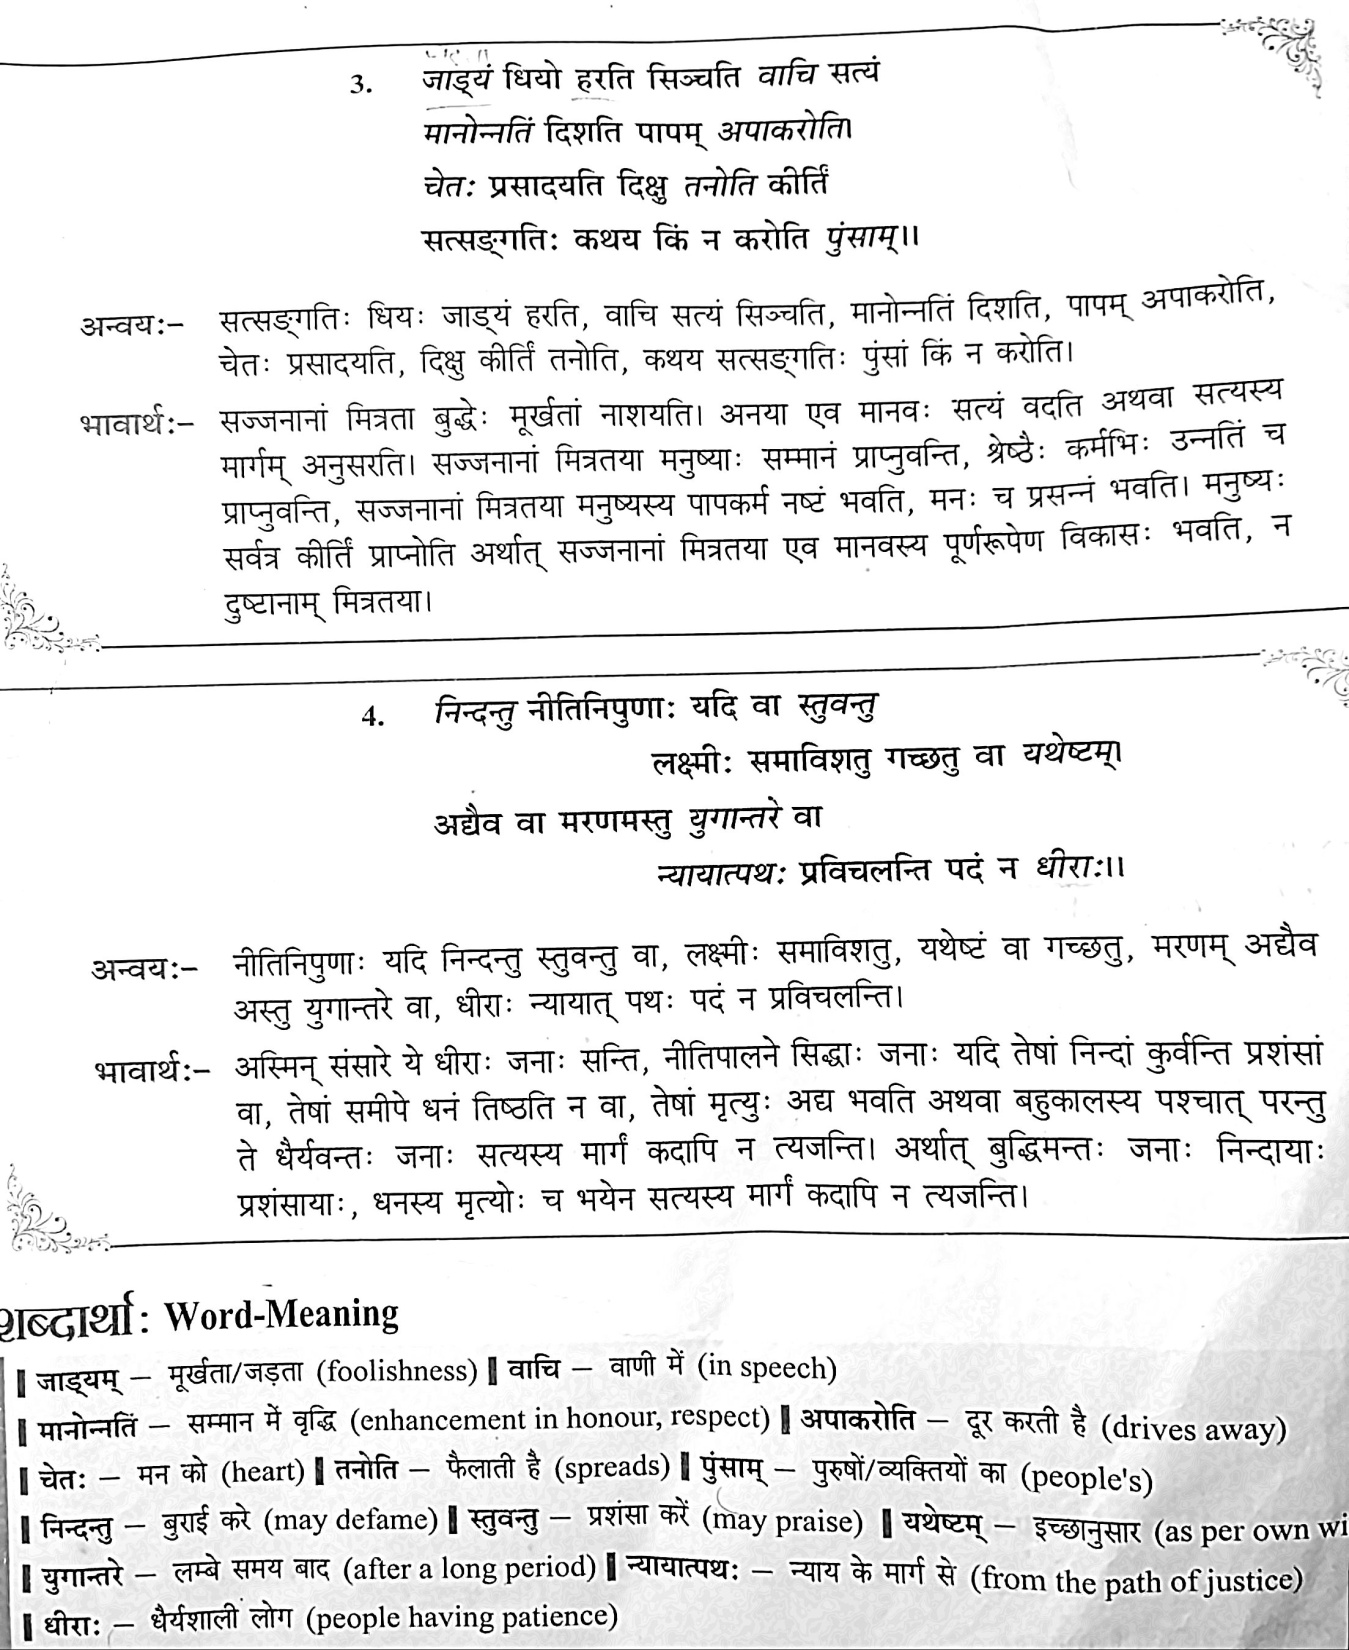 3. जाड्यं धियो हरति सिञ्चति वाचि सत्यं
मानोन्नतिं दिशति पापम् अपाकरोति।
चेतः प्रसादयति दिक्षु तनोति कीर्तिं
सत्सङ्गतिः कथय किं न करोति पुंसाम्।।
अन्वयः– सत्सङ्गतिः धियः जाड्यं हरति, वाचि सत्यं सिञ्चति, मानोन्नतिं दिशति, पापम् अपाकरोति,
चेतः प्रसादयति, दिक्षु कीर्तिं तनोति, कथय सत्सङ्गतिः पुंसां किं न करोति।
भावार्थः– सज्जनानां मित्रता बुद्धेः मूर्खतां नाशयति। अनया एव मानवः सत्यं वदति अथवा सत्यस्य
मार्गम् अनुसरति। सज्जनानां मित्रतया मनुष्याः सम्मानं प्राप्नुवन्ति, श्रेष्ठैः कर्मभिः उन्नतिं च
प्राप्नुवन्ति, सज्जनानां मित्रतया मनुष्यस्य पापकर्म नष्टं भवति, मनः च प्रसन्नं भवति। मनुष्यः
सर्वत्र कीर्तिं प्राप्नोति अर्थात् सज्जनानां मित्रतया एव मानवस्य पूर्णरूपेण विकासः भवति, न
दुष्टानाम् मित्रतया।
4. निन्दन्तु नीतिनिपुणाः यदि वा स्तुवन्तु
लक्ष्मीः समाविशतु गच्छतु वा यथेष्टम्।
अद्यैव वा मरणमस्तु युगान्तरे वा
न्यायात्पथः प्रविचलन्ति पदं न धीराः।।
अन्वयः– नीतिनिपुणाः यदि निन्दन्तु स्तुवन्तु वा, लक्ष्मीः समाविशतु, यथेष्टं वा गच्छतु, मरणम् अद्यैव
अस्तु युगान्तरे वा, धीराः न्यायात् पथः पदं न प्रविचलन्ति।
भावार्थः– अस्मिन् संसारे ये धीराः जनाः सन्ति, नीतिपालने सिद्धाः जनाः यदि तेषां निन्दां कुर्वन्ति प्रशंसां
वा, तेषां समीपे धनं तिष्ठति न वा, तेषां मृत्युः अद्य भवति अथवा बहुकालस्य पश्चात् परन्तु
ते धैर्यवन्तः जनाः सत्यस्य मार्गं कदापि न त्यजन्ति। अर्थात् बुद्धिमन्तः जनाः निन्दायाः
प्रशंसायाः, धनस्य मृत्योः च भयेन सत्यस्य मार्गं कदापि न त्यजन्ति।
शब्दार्थाः Word-Meaning
जाड्यम् – मूर्खता/जड़ता (foolishness) वाचि – वाणी में (in speech)
मानोन्नतिं – सम्मान में वृद्धि (enhancement in honour, respect) अपाकरोति – दूर करती है (drives away)
चेतः – मन को (heart) तनोति – फैलाती है (spreads) पुंसाम् – पुरुषों/व्यक्तियों का (people's)
निन्दन्तु – बुराई करे (may defame) स्तुवन्तु – प्रशंसा करें (may praise) यथेष्टम् – इच्छानुसार (as per own wi
युगान्तरे – लम्बे समय बाद (after a long period) न्यायात्पथः – न्याय के मार्ग से (from the path of justice)
धीराः – धैर्यशाली लोग (people having patience)